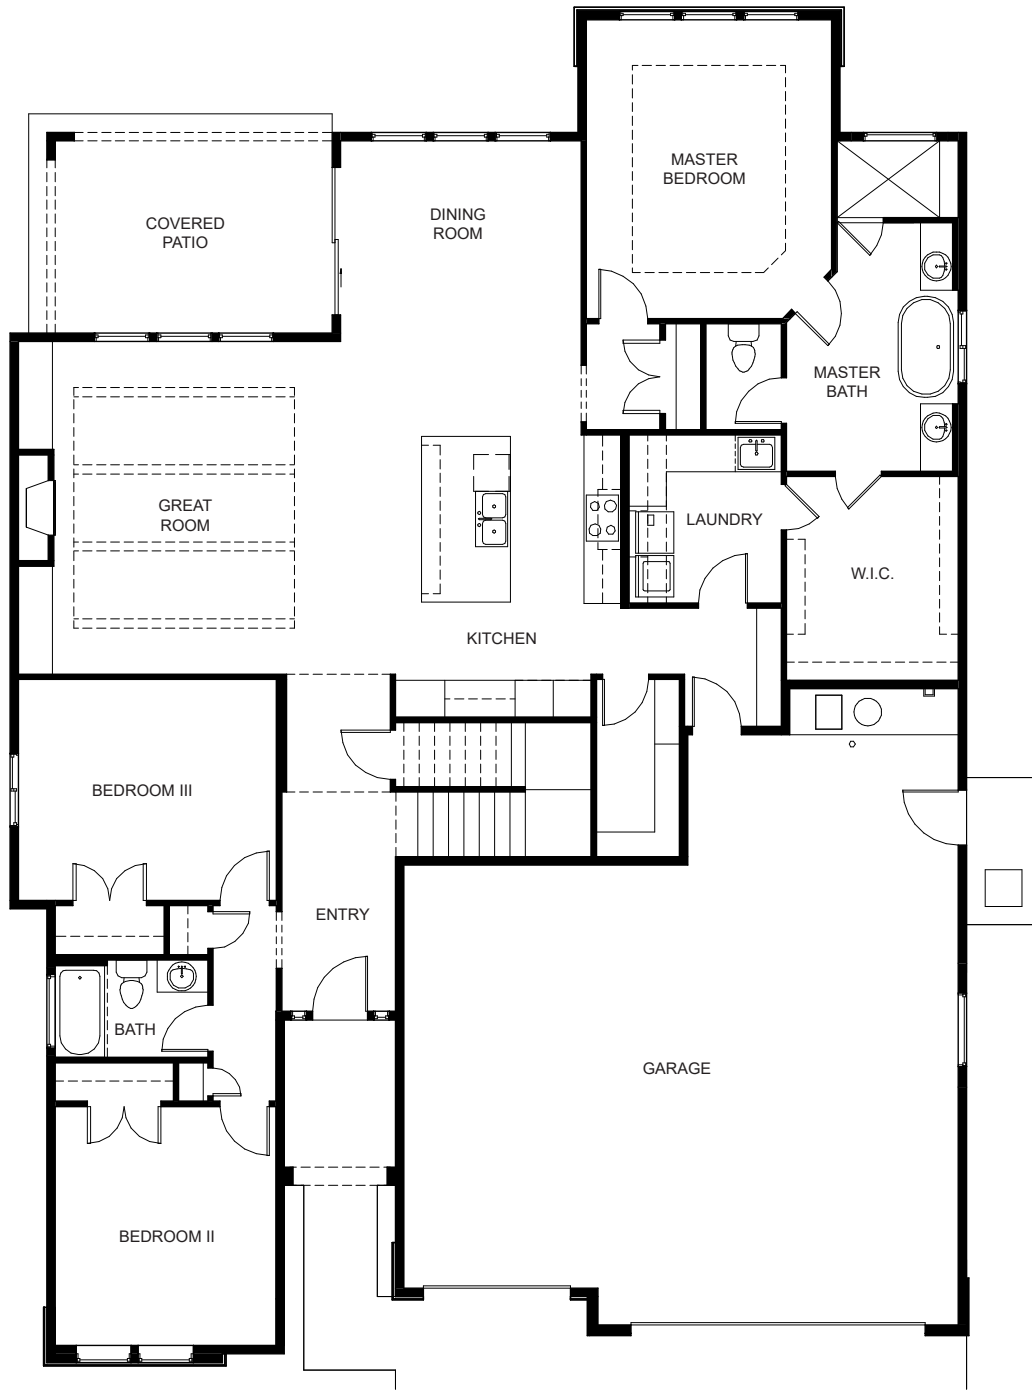 MASTER
BEDROOM
COVERED
PATIO
DINING
ROOM
MASTER
BATH
GREAT
ROOM
LAUNDRY
W.I.C.
KITCHEN
BEDROOM III
ENTRY
BATH
GARAGE
BEDROOM II